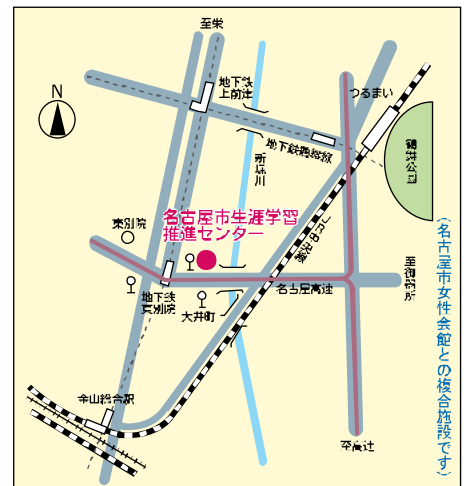 至栄
地下鉄
上前津
N
つるまい
地下鉄鶴舞線
鶴舞公園
新堀川
名古屋市生涯学習
推進センター
東別院
JR中央線
至御器所
地下鉄
東別院
大井町
名古屋高速
金山総合駅
至高辻
(名古屋市女性会館との複合施設です)